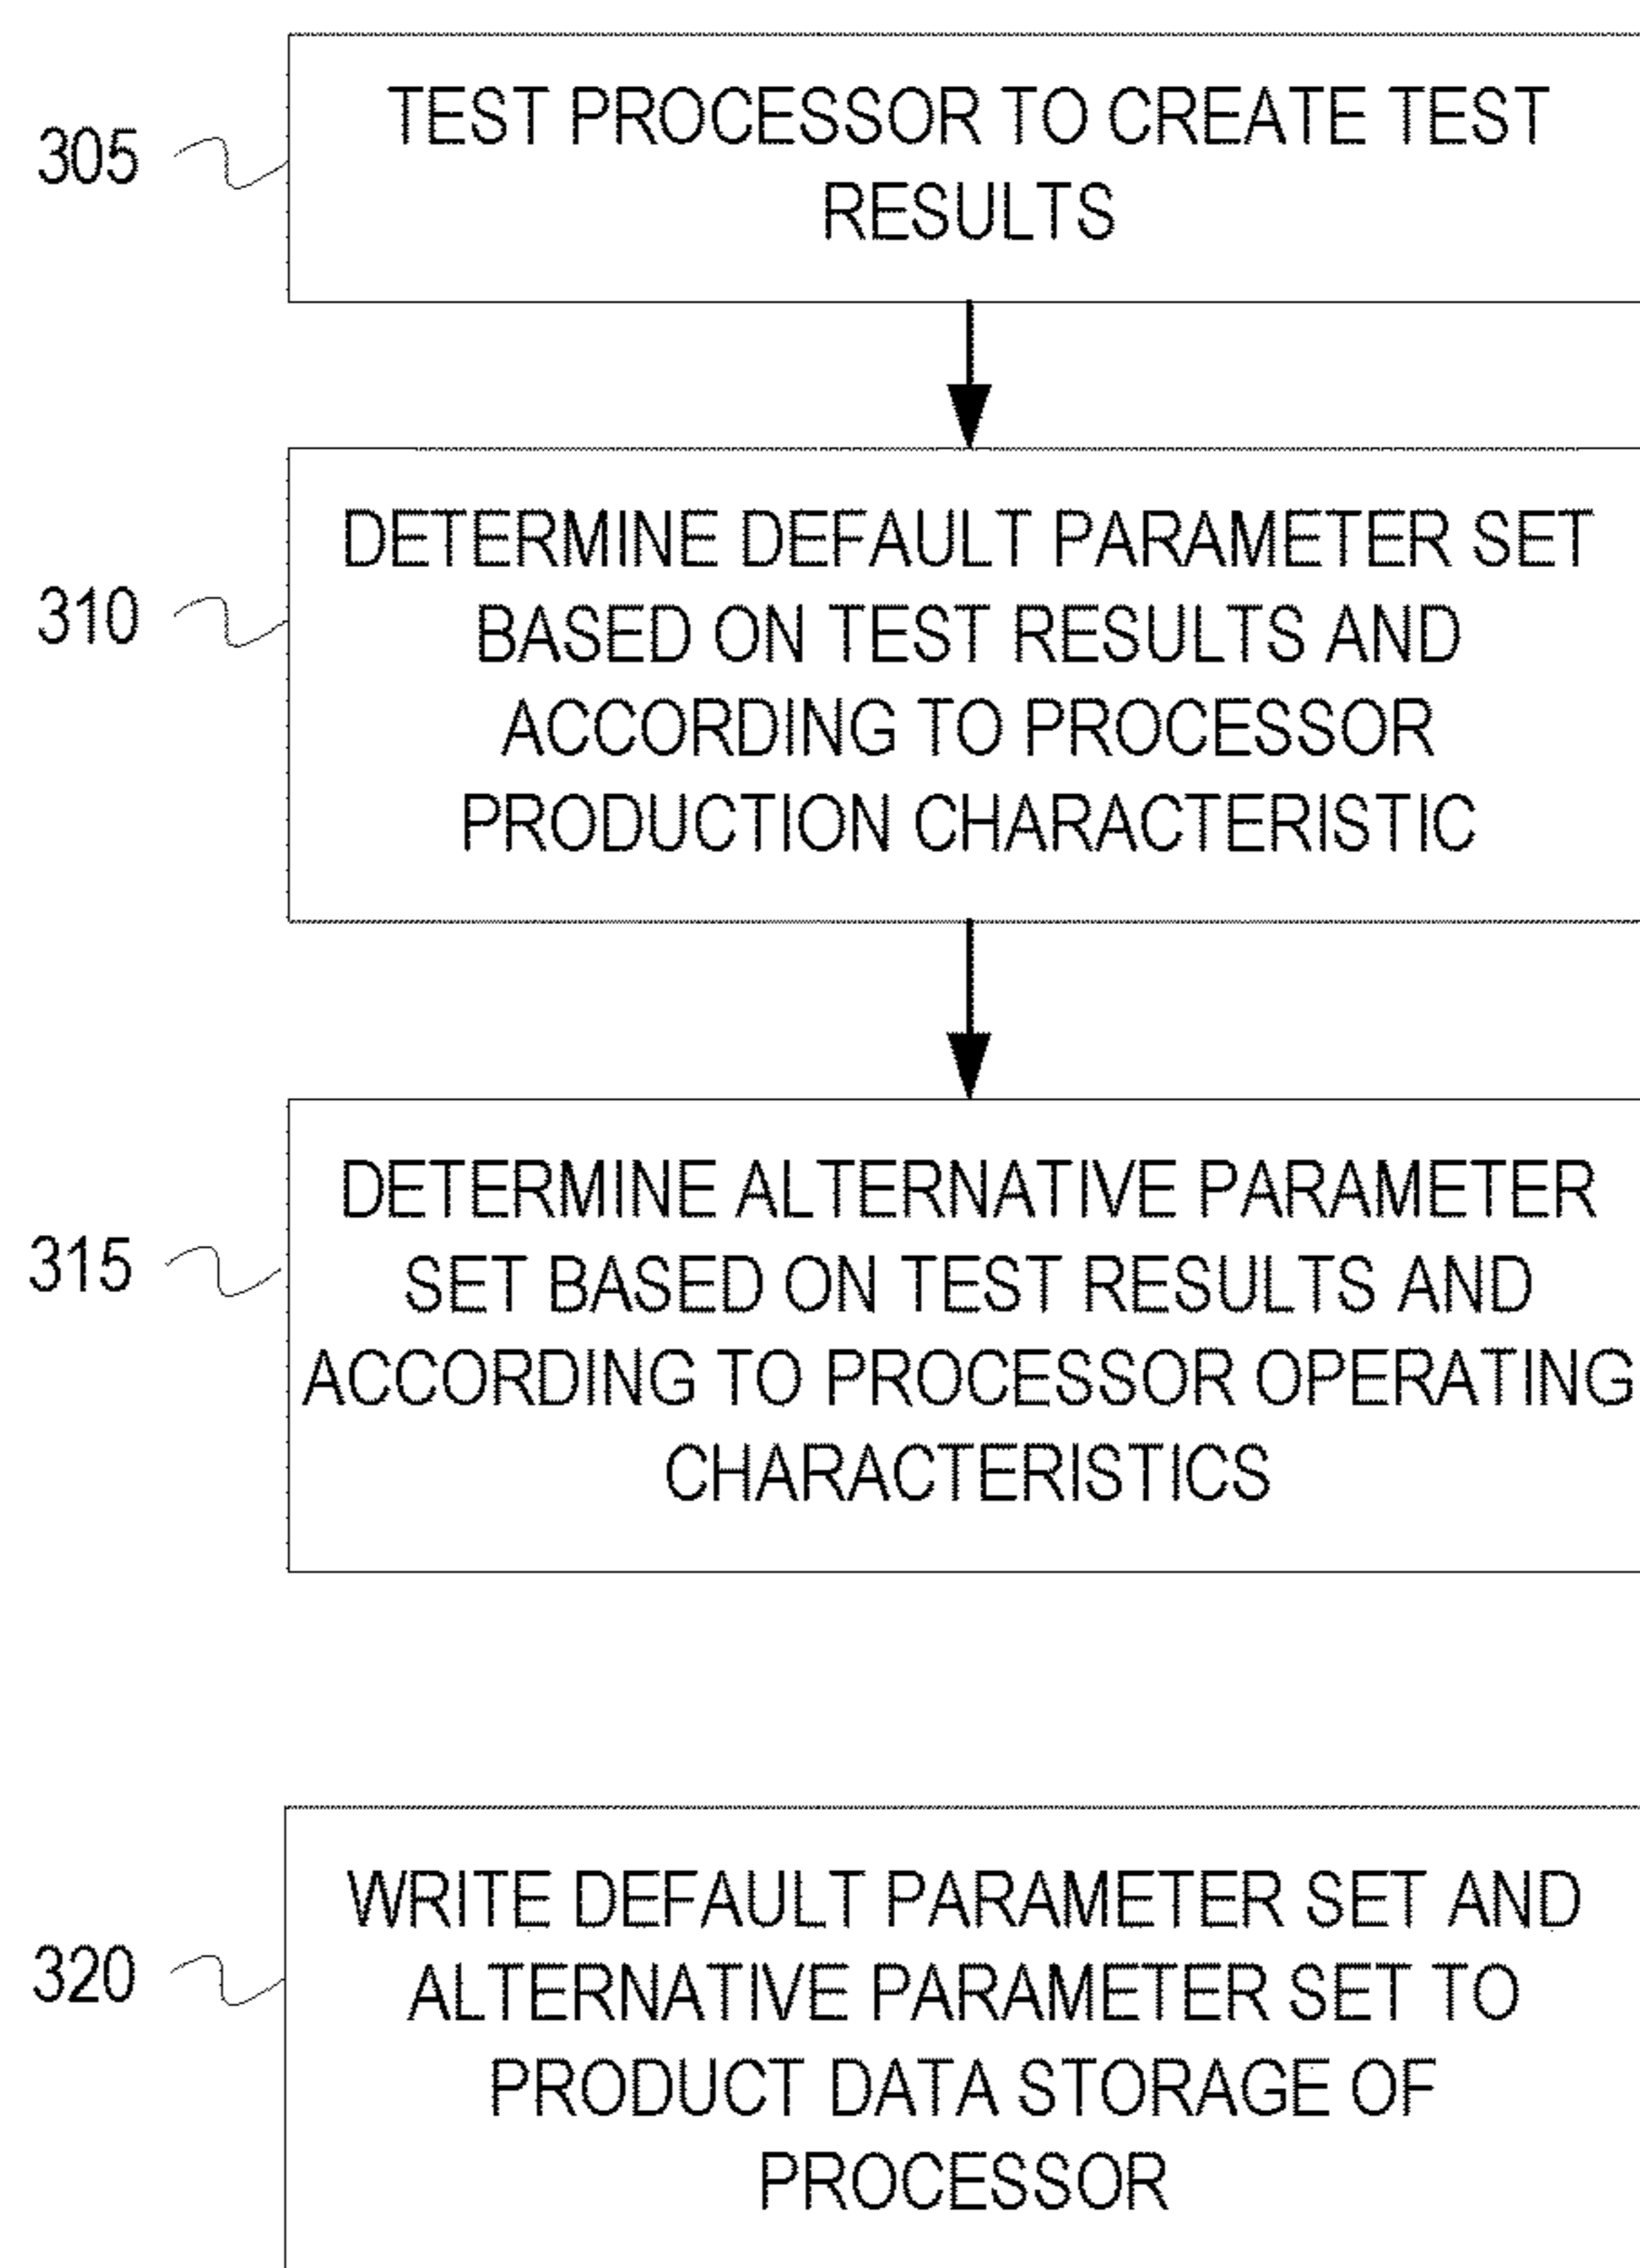 305
TEST PROCESSOR TO CREATE TEST
RESULTS
310
DETERMINE DEFAULT PARAMETER SET
BASED ON TEST RESULTS AND
ACCORDING TO PROCESSOR
PRODUCTION CHARACTERISTIC
315
DETERMINE ALTERNATIVE PARAMETER
SET BASED ON TEST RESULTS AND
ACCORDING TO PROCESSOR OPERATING
CHARACTERISTICS
320
WRITE DEFAULT PARAMETER SET AND
ALTERNATIVE PARAMETER SET TO
PRODUCT DATA STORAGE OF
PROCESSOR